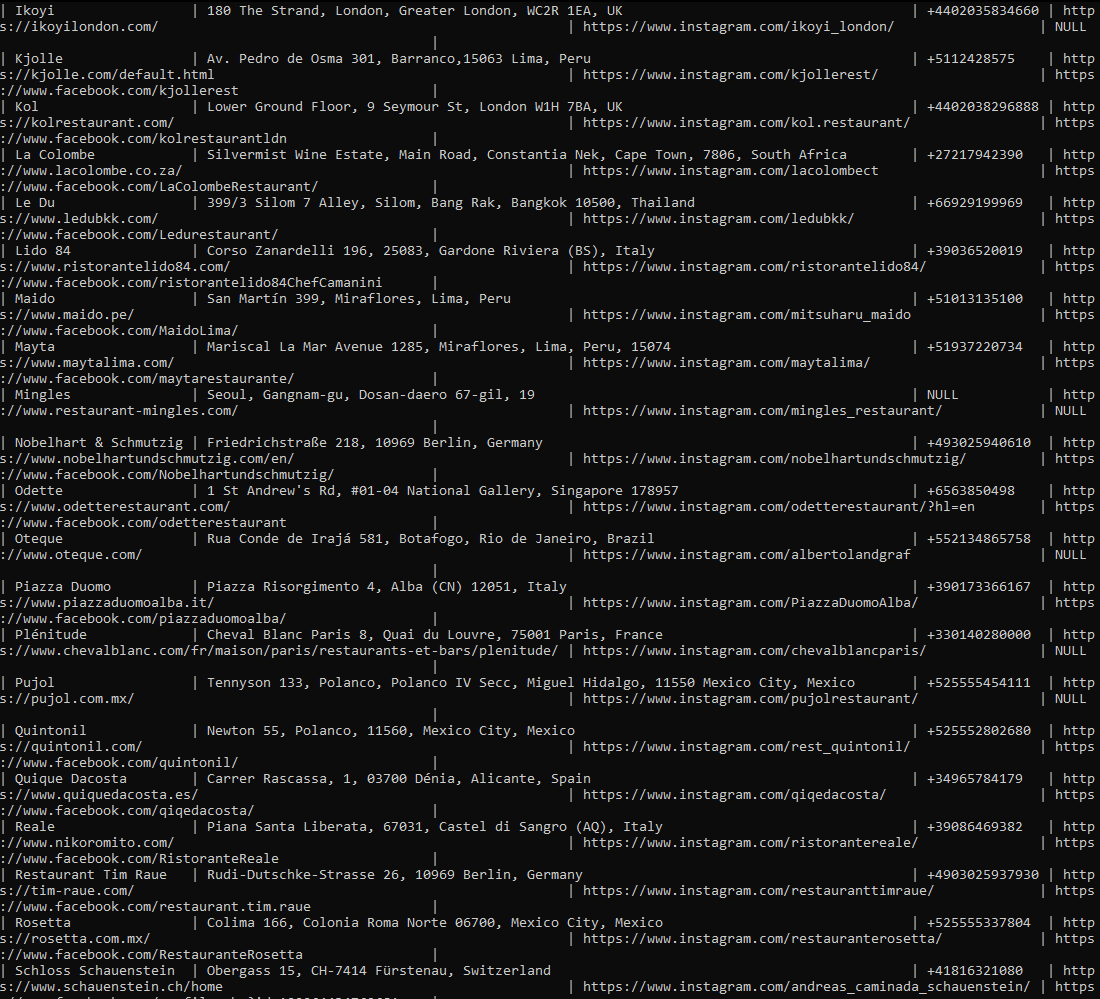 | Ikoyi | 180 The Strand, London, Greater London, WC2R 1EA, UK | +4402035834660 | http
s://ikoyilondon.com/ | https://www.instagram.com/ikoyi_london/ | NULL
|
| Kjolle | Av. Pedro de Osma 301, Barranco,15063 Lima, Peru | +5112428575 | http
s://kjolle.com/default.html | https://www.instagram.com/kjollerest/ | https
://www.facebook.com/kjollerest |
| Kol | Lower Ground Floor, 9 Seymour St, London W1H 7BA, UK | +4402038296888 | http
s://kolrestaurant.com/ | https://www.instagram.com/kol.restaurant/ | https
://www.facebook.com/kolrestaurantldn |
| La Colombe | Silvermist Wine Estate, Main Road, Constantia Nek, Cape Town, 7806, South Africa | +27217942390 | http
://www.lacolombe.co.za/ | https://www.instagram.com/lacolombect | https
://www.facebook.com/LaColombeRestaurant/ |
| Le Du | 399/3 Silom 7 Alley, Silom, Bang Rak, Bangkok 10500, Thailand | +66929199969 | http
s://www.ledubkk.com/ | https://www.instagram.com/ledubkk/ | https
://www.facebook.com/Ledurestaurant/ |
| Lido 84 | Corso Zanardelli 196, 25083, Gardone Riviera (BS), Italy | +39036520019 | http
s://www.ristorantelido84.com/ | https://www.instagram.com/ristorantelido84/ | https
://www.facebook.com/ristorantelido84ChefCamanini |
| Maido | San Martín 399, Miraflores, Lima, Peru | +51013135100 | http
s://www.maido.pe/ | https://www.instagram.com/mitsuharu_maido | https
://www.facebook.com/MaidoLima/ |
| Mayta | Mariscal La Mar Avenue 1285, Miraflores, Lima, Peru, 15074 | +51937220734 | http
s://www.maytalima.com/ | https://www.instagram.com/maytalima/ | https
://www.facebook.com/maytarestaurante/ |
| Mingles | Seoul, Gangnam-gu, Dosan-daero 67-gil, 19 | NULL | http
://www.restaurant-mingles.com/ | https://www.instagram.com/mingles_restaurant/ | NULL
|
| Nobelhart & Schmutzig | Friedrichstraße 218, 10969 Berlin, Germany | +493025940610 | http
s://www.nobelhartundschmutzig.com/en/ | https://www.instagram.com/nobelhartundschmutzig/ | https
://www.facebook.com/Nobelhartundschmutzig/ |
| Odette | 1 St Andrew's Rd, #01-04 National Gallery, Singapore 178957 | +6563850498 | http
s://www.odetterestaurant.com/ | https://www.instagram.com/odetterestaurant/?hl=en | https
://www.facebook.com/odetterestaurant |
| Oteque | Rua Conde de Irajá 581, Botafogo, Rio de Janeiro, Brazil | +552134865758 | http
://www.oteque.com/ | https://www.instagram.com/albertolandgraf | NULL
|
| Piazza Duomo | Piazza Risorgimento 4, Alba (CN) 12051, Italy | +390173366167 | http
s://www.piazzaduomoalba.it/ | https://www.instagram.com/PiazzaDuomoAlba/ | https
://www.facebook.com/piazzaduomoalba/ |
| Plénitude | Cheval Blanc Paris 8, Quai du Louvre, 75001 Paris, France | +330140280000 | http
s://www.chevalblanc.com/fr/maison/paris/restaurants-et-bars/plenitude/ | https://www.instagram.com/chevalblancparis/ | NULL
|
| Pujol | Tennyson 133, Polanco, Polanco IV Secc, Miguel Hidalgo, 11550 Mexico City, Mexico | +525555454111 | http
s://pujol.com.mx/ | https://www.instagram.com/pujolrestaurant/ | NULL
|
| Quintonil | Newton 55, Polanco, 11560, Mexico City, Mexico | +525552802680 | http
s://quintonil.com/ | https://www.instagram.com/rest_quintonil/ | https
://www.facebook.com/quintonil/ |
| Quique Dacosta | Carrer Rascassa, 1, 03700 Dénia, Alicante, Spain | +34965784179 | http
s://www.quiquedacosta.es/ | https://www.instagram.com/qiqedacosta/ | https
://www.facebook.com/qiqedacosta/ |
| Reale | Piana Santa Liberata, 67031, Castel di Sangro (AQ), Italy | +39086469382 | http
s://www.nikoromito.com/ | https://www.instagram.com/ristorantereale/ | https
://www.facebook.com/RistoranteReale |
| Restaurant Tim Raue | Rudi-Dutschke-Strasse 26, 10969 Berlin, Germany | +4903025937930 | http
s://tim-raue.com/ | https://www.instagram.com/restauranttimraue/ | https
://www.facebook.com/restaurant.tim.raue |
| Rosetta | Colima 166, Colonia Roma Norte 06700, Mexico City, Mexico | +525555337804 | http
s://rosetta.com.mx/ | https://www.instagram.com/restauranterosetta/ | https
://www.facebook.com/RestauranteRosetta |
| Schloss Schauenstein | Obergass 15, CH-7414 Fürstenau, Switzerland | +41816321080 | http
s://www.schauenstein.ch/home | https://www.instagram.com/andreas_caminada_schauenstein/ | https